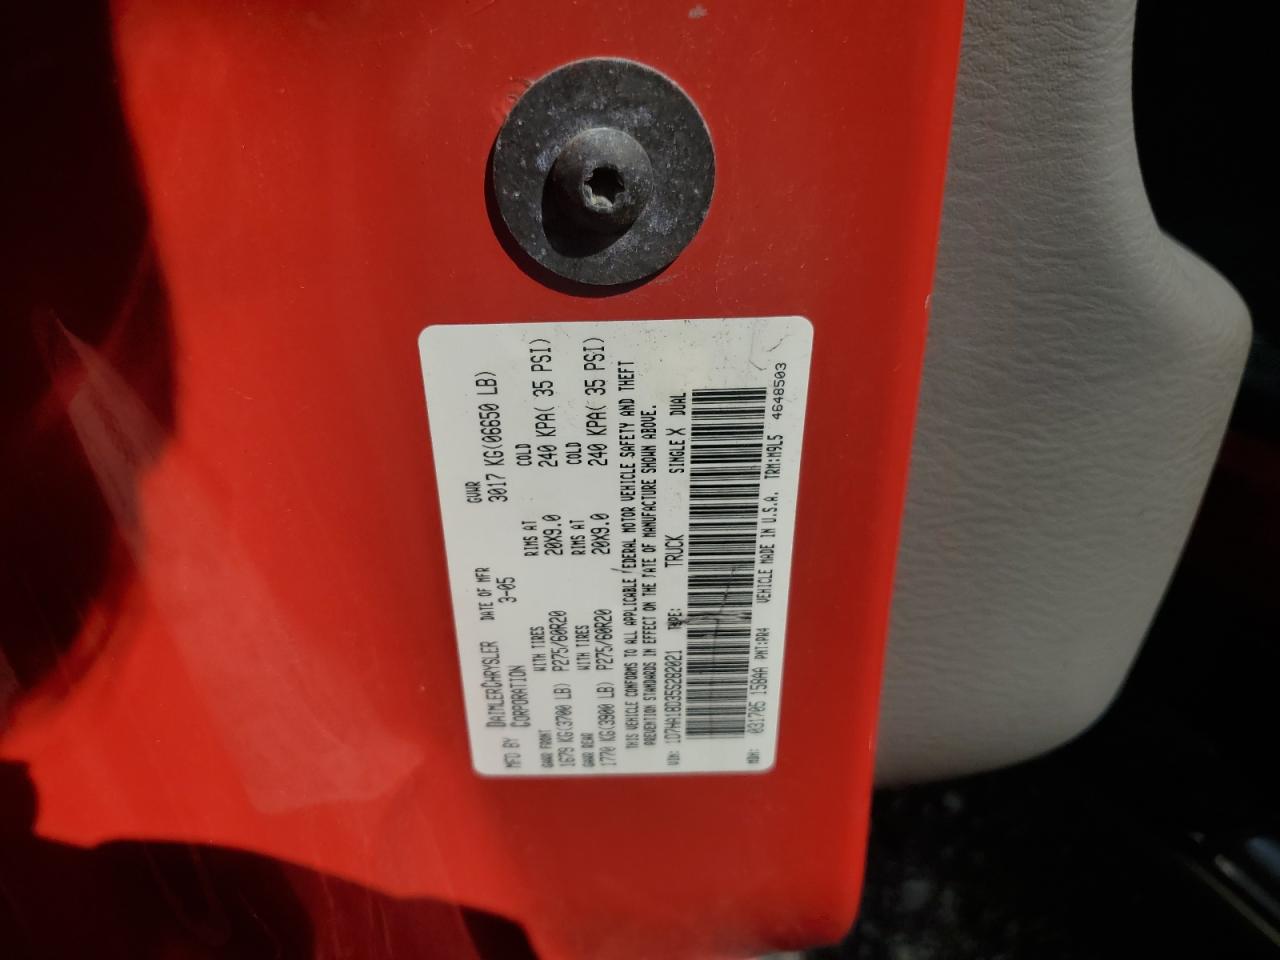 MFD BY DAIMLERCHRYSLER CORPORATION DATE OF MFR 3-05 GVWR 3017 KG(06650 LB)
GAWR FRONT WITH TIRES RIMS AT COLD
1679 KG(3700 LB) P275/60R20 20X9.0 240 KPA( 35 PSI)
GAWR REAR WITH TIRES RIMS AT COLD
1770 KG(3900 LB) P275/60R20 20X9.0 240 KPA( 35 PSI)
THIS VEHICLE CONFORMS TO ALL APPLICABLE FEDERAL MOTOR VEHICLE SAFETY AND THEFT
PREVENTION STANDARDS IN EFFECT ON THE DATE OF MANUFACTURE SHOWN ABOVE.
VIN: 1D7HA18D35S282021 TYPE: TRUCK SINGLE X DUAL
MDH: 031705 158AA PNT:PR4 VEHICLE MADE IN U.S.A. TRM:M9L5 4648503